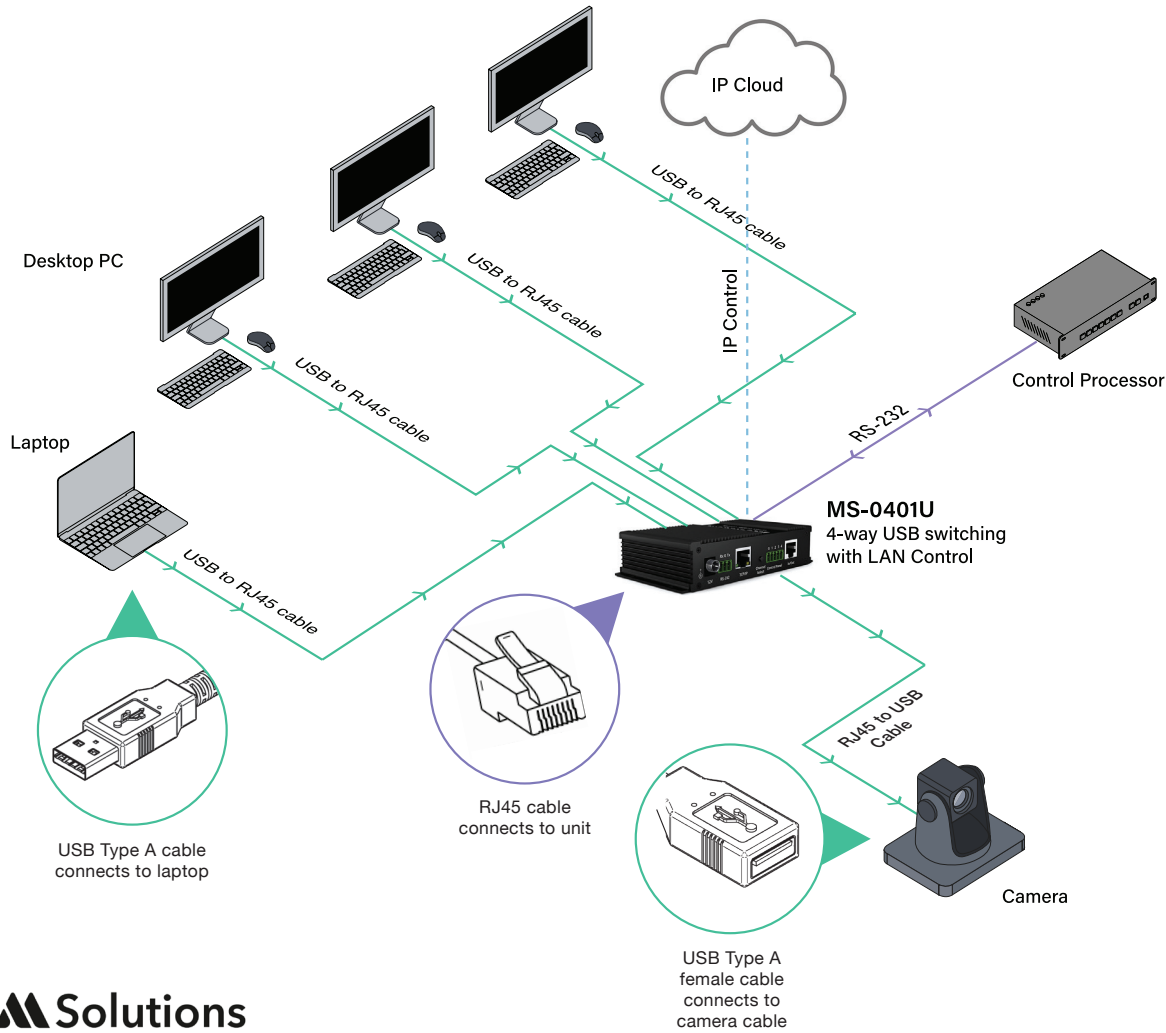 IP Cloud
USB to RJ45 cable
Desktop PC
USB to RJ45 cable
IP Control
USB to RJ45 cable
Control Processor
RS-232
Laptop
MS-0401U
4-way USB switching
with LAN Control
USB to RJ45 cable
RJ45 to USB
Cable
RJ45 cable
connects to unit
USB Type A cable
connects to laptop
Camera
USB Type A
female cable
connects to
camera cable
Solutions